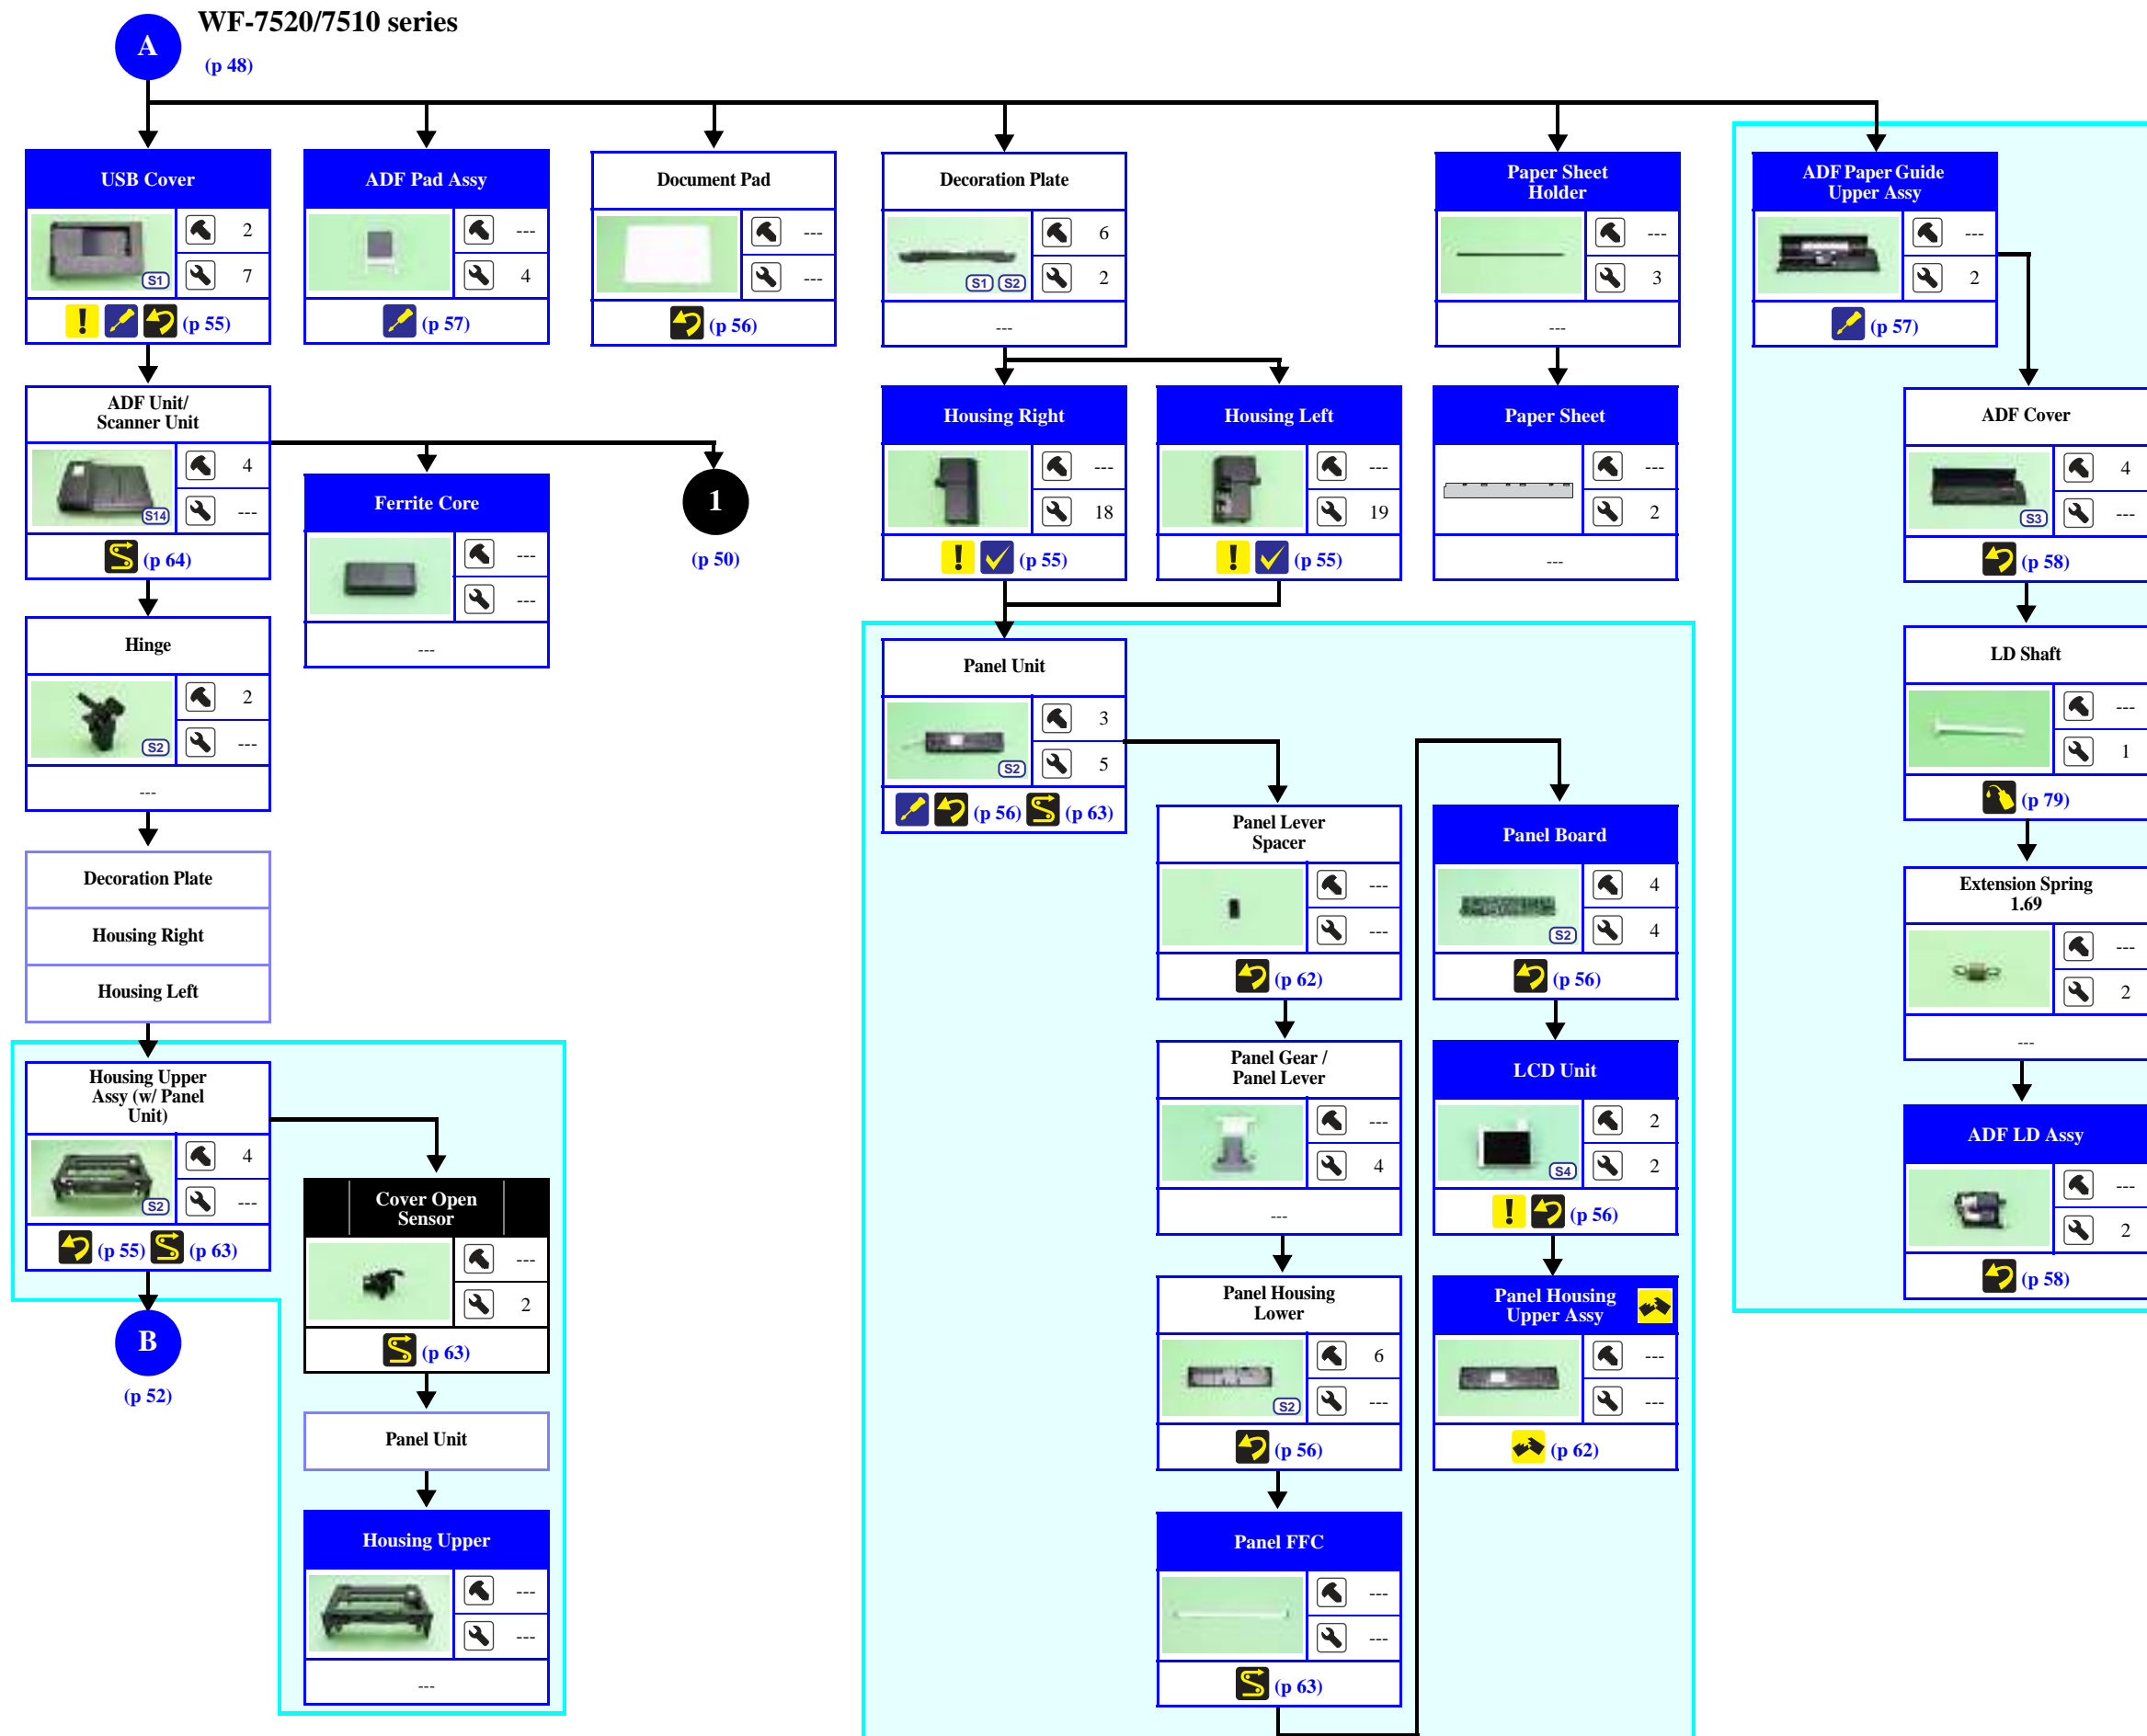 WF-7520/7510 series
A
(p 48)
USB Cover
2
S1
7
(p 55)
ADF Pad Assy
---
4
(p 57)
Document Pad
---
---
(p 56)
Decoration Plate
6
S1 S2
2
---
Paper Sheet
Holder
---
3
---
ADF Paper Guide
Upper Assy
---
2
(p 57)
ADF Unit/
Scanner Unit
4
S14
---
(p 64)
Ferrite Core
---
---
---
1
(p 50)
Housing Right
---
18
(p 55)
Housing Left
---
19
(p 55)
Paper Sheet
---
2
---
ADF Cover
4
S3
---
(p 58)
Hinge
2
S2
---
---
Panel Unit
3
S2
5
(p 56) (p 63)
LD Shaft
---
1
(p 79)
Decoration Plate
Housing Right
Housing Left
Panel Lever
Spacer
---
---
(p 62)
Panel Board
4
S2
4
(p 56)
Extension Spring
1.69
---
2
---
Housing Upper
Assy (w/ Panel
Unit)
4
S2
---
(p 55) (p 63)
B
(p 52)
Cover Open
Sensor
---
2
(p 63)
Panel Unit
Housing Upper
---
---
---
Panel Gear /
Panel Lever
---
4
---
LCD Unit
2
S4
2
(p 56)
ADF LD Assy
---
2
(p 58)
Panel Housing
Lower
6
S2
---
(p 56)
Panel Housing
Upper Assy
---
---
(p 62)
Panel FFC
---
---
(p 63)